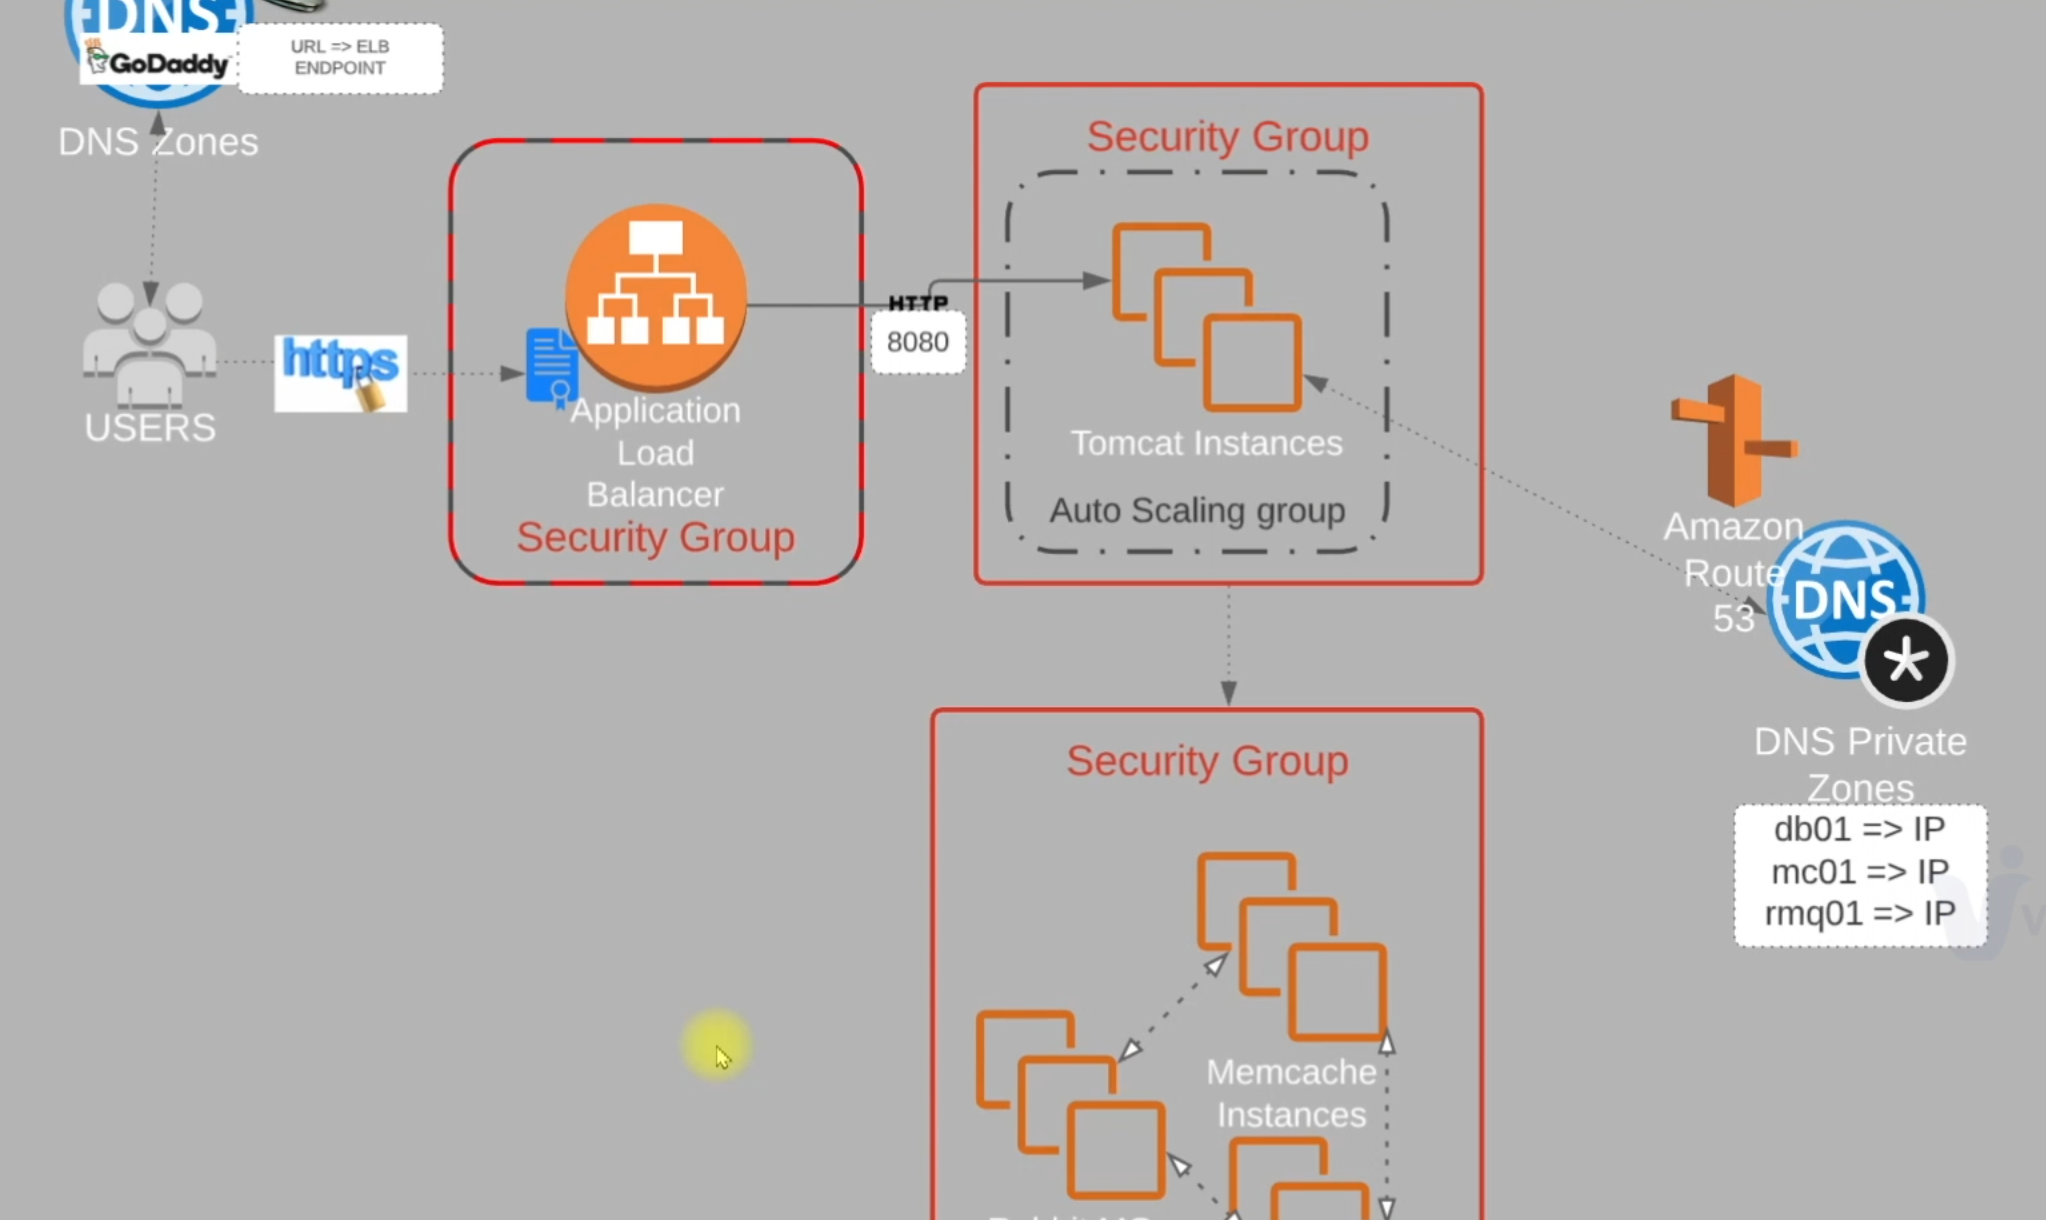 DNS
GoDaddy
URL => ELB
ENDPOINT
DNS Zones
USERS
https
Application
Load
Balancer
Security Group
HTTP
8080
Security Group
Tomcat Instances
Auto Scaling group
Amazon
Route
53
DNS
DNS Private
Zones
db01 => IP
mc01 => IP
rmq01 => IP
Security Group
Memcache
Instances